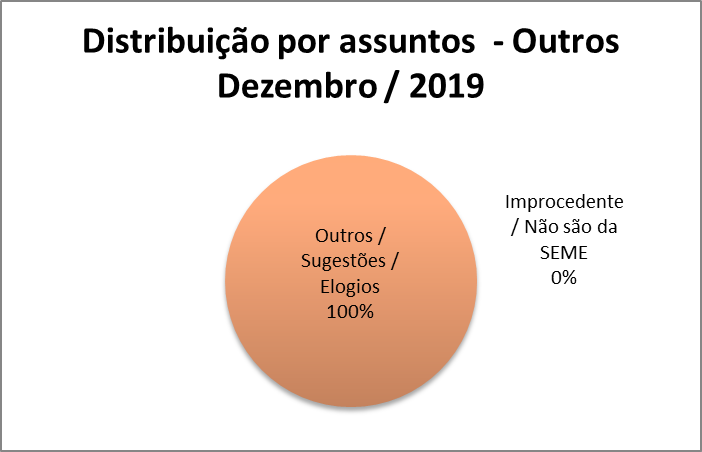 Distribuição por assuntos  - Outros
Dezembro / 2019
Outros /
Sugestões /
Elogios
100%
Improcedente
/ Não são da
SEME
0%